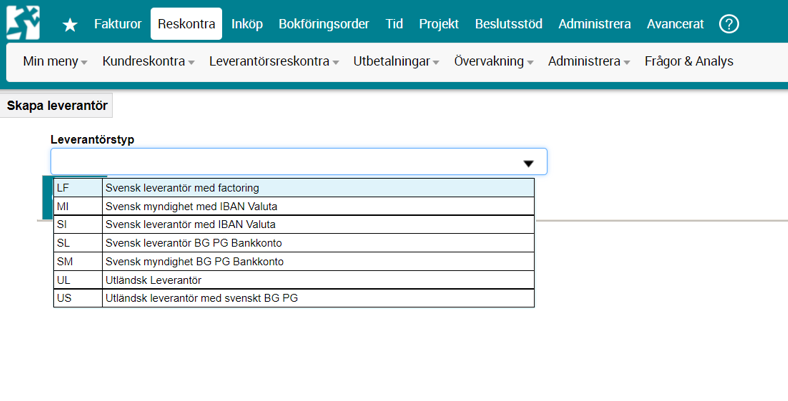 Fakturor Reskontra Inköp Bokföringsorder Tid Projekt Beslutsstöd Administrera Avancerat ?
Min meny Kundreskontra Leverantörsreskontra Utbetalningar Övervakning Administrera Frågor & Analys
Skapa leverantör
Leverantörstyp
LF Svensk leverantör med factoring
MI Svensk myndighet med IBAN Valuta
SI Svensk leverantör med IBAN Valuta
SL Svensk leverantör BG PG Bankkonto
SM Svensk myndighet BG PG Bankkonto
UL Utländsk Leverantör
US Utländsk leverantör med svenskt BG PG